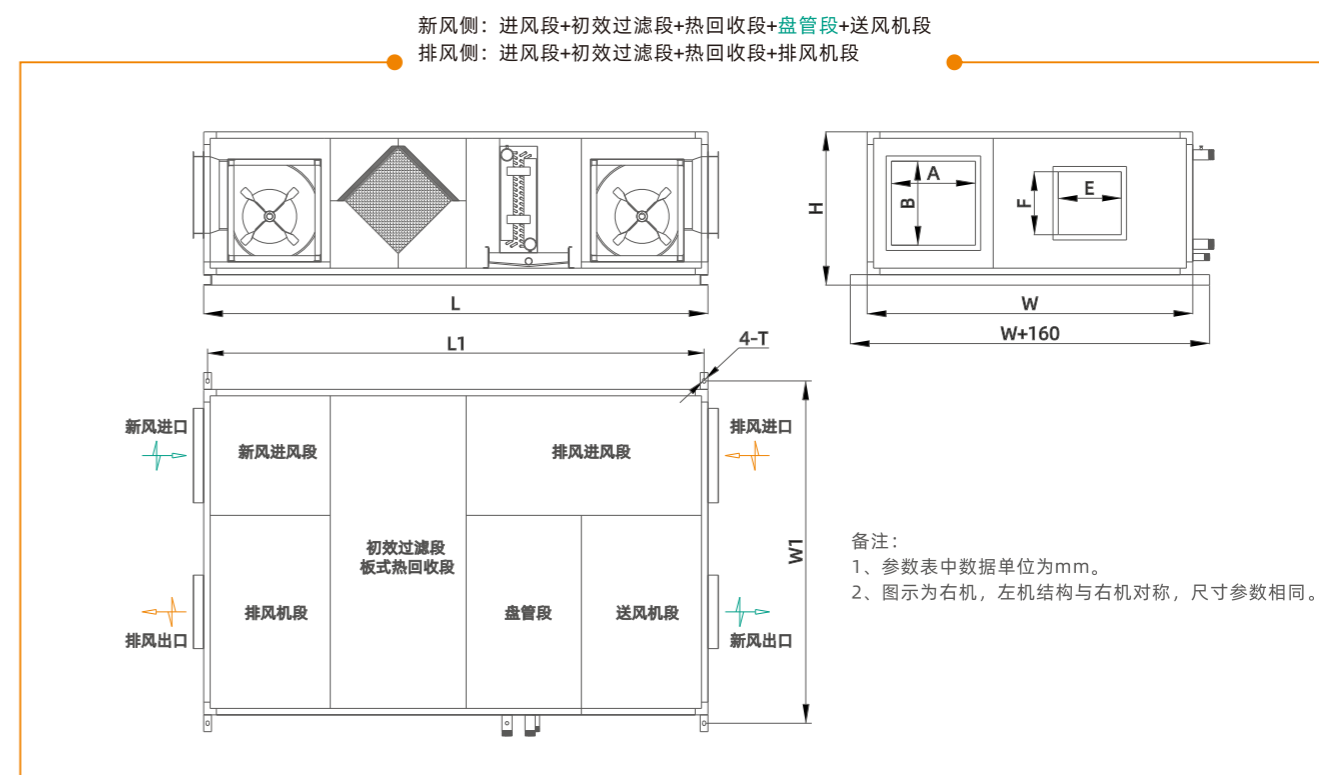 新风侧：进风段+初效过滤段+热回收段+盘管段+送风机段
排风侧：进风段+初效过滤段+热回收段+排风机段
A
B
E
F
H
L
W
W+160
L1
4-T
新风进口
新风进风段
排风进风段
排风进口
初效过滤段
板式热回收段
W1
备注：
1、参数表中数据单位为mm。
2、图示为右机，左机结构与右机对称，尺寸参数相同。
排风机段
盘管段
送风机段
排风出口
新风出口